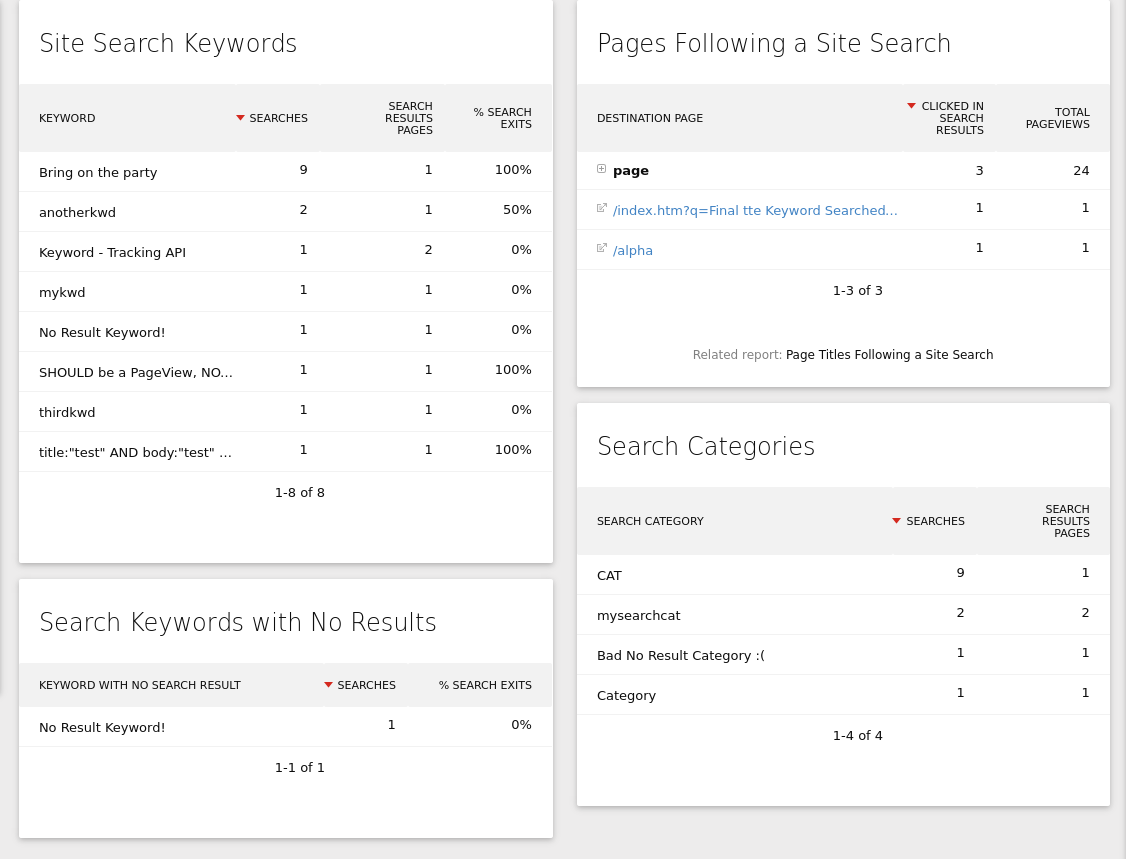 Site Search Keywords
KEYWORD SEARCHES SEARCH RESULTS PAGES % SEARCH EXITS
Bring on the party 9 1 100%
anotherkwd 2 1 50%
Keyword - Tracking API 1 2 0%
mykwd 1 1 0%
No Result Keyword! 1 1 0%
SHOULD be a PageView, NO... 1 1 100%
thirdkwd 1 1 0%
title:"test" AND body:"test" ... 1 1 100%
1-8 of 8
Search Keywords with No Results
KEYWORD WITH NO SEARCH RESULT SEARCHES % SEARCH EXITS
No Result Keyword! 1 0%
1-1 of 1
Pages Following a Site Search
DESTINATION PAGE CLICKED IN SEARCH RESULTS TOTAL PAGEVIEWS
page 3 24
/index.htm?q=Final tte Keyword Searched... 1 1
/alpha 1 1
1-3 of 3
Related report: Page Titles Following a Site Search
Search Categories
SEARCH CATEGORY SEARCHES SEARCH RESULTS PAGES
CAT 9 1
mysearchcat 2 2
Bad No Result Category :( 1 1
Category 1 1
1-4 of 4